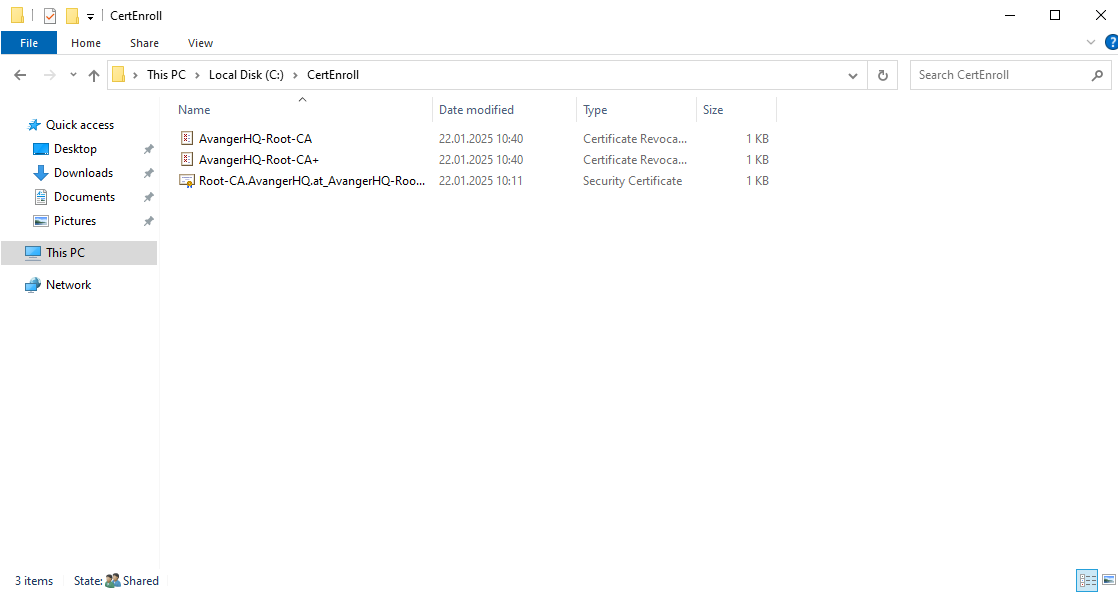 CertEnroll
File Home Share View
This PC Local Disk (C:) CertEnroll Search CertEnroll
Name Date modified Type Size
Quick access
Desktop
Downloads
Documents
Pictures
This PC
Network
AvangerHQ-Root-CA 22.01.2025 10:40 Certificate Revoca... 1 KB
AvangerHQ-Root-CA+ 22.01.2025 10:40 Certificate Revoca... 1 KB
Root-CA.AvangerHQ.at_AvangerHQ-Roo... 22.01.2025 10:11 Security Certificate 1 KB
3 items State: Shared